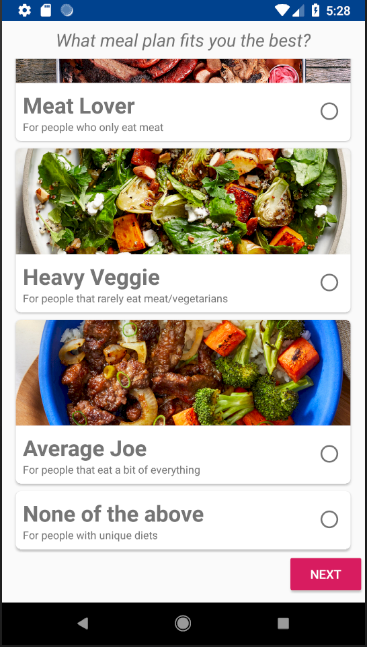 5:28
What meal plan fits you the best?
Meat Lover
For people who only eat meat
Heavy Veggie
For people that rarely eat meat/vegetarians
Average Joe
For people that eat a bit of everything
None of the above
For people with unique diets
NEXT